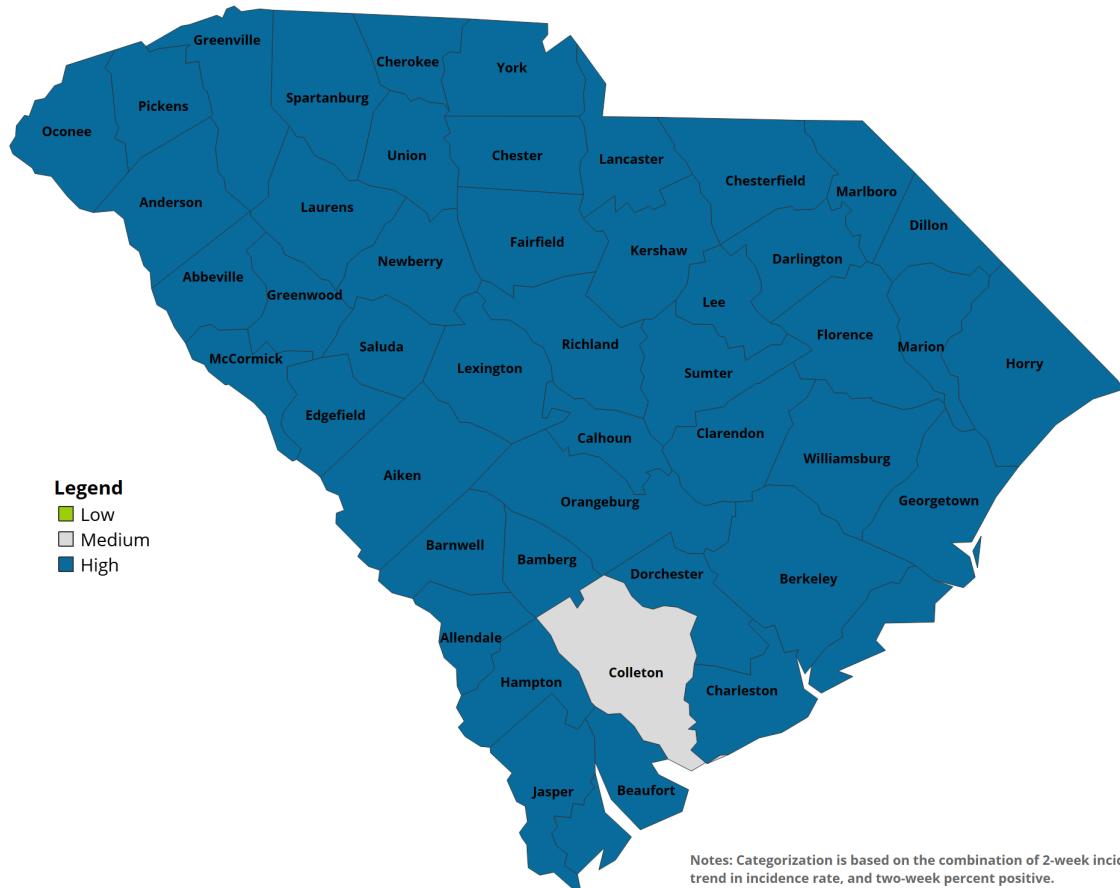 Greenville
Cherokee
York
Spartanburg
Pickens
Oconee
Union
Chester
Lancaster
Chesterfield
Marlboro
Anderson
Laurens
Dillon
Fairfield
Kershaw
Darlington
Newberry
Abbeville
Greenwood
Lee
Florence
Richland
Saluda
Marion
McCormick
Lexington
Sumter
Horry
Edgefield
Calhoun
Clarendon
Williamsburg
Aiken
Orangeburg
Georgetown
Legend
Low
Medium
High
Barnwell
Bamberg
Dorchester
Berkeley
Allendale
Colleton
Hampton
Charleston
Jasper
Beaufort
Notes: Categorization is based on the combination of 2-week
trend in incidence rate, and two-week percent positive.